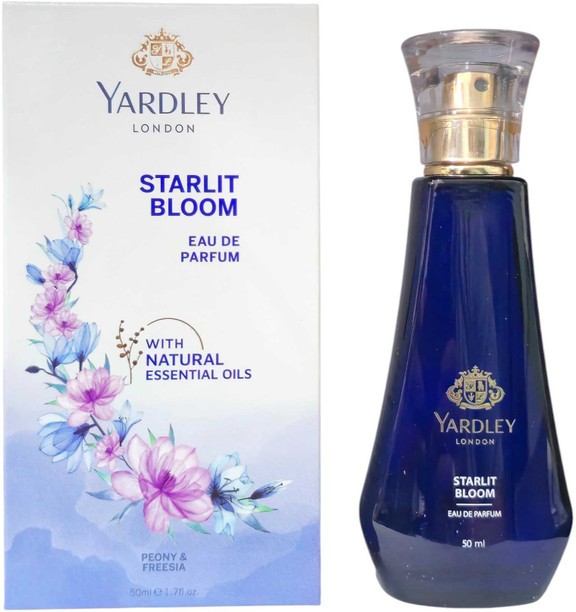 YARDLEY
LONDON
STARLIT
BLOOM
EAU DE
PARFUM
WITH
NATURAL
ESSENTIAL OILS
PEONY &
FREESIA
50ml ℮ 1.7fl.oz.
YARDLEY
LONDON
STARLIT
BLOOM
EAU DE PARFUM
50 ml